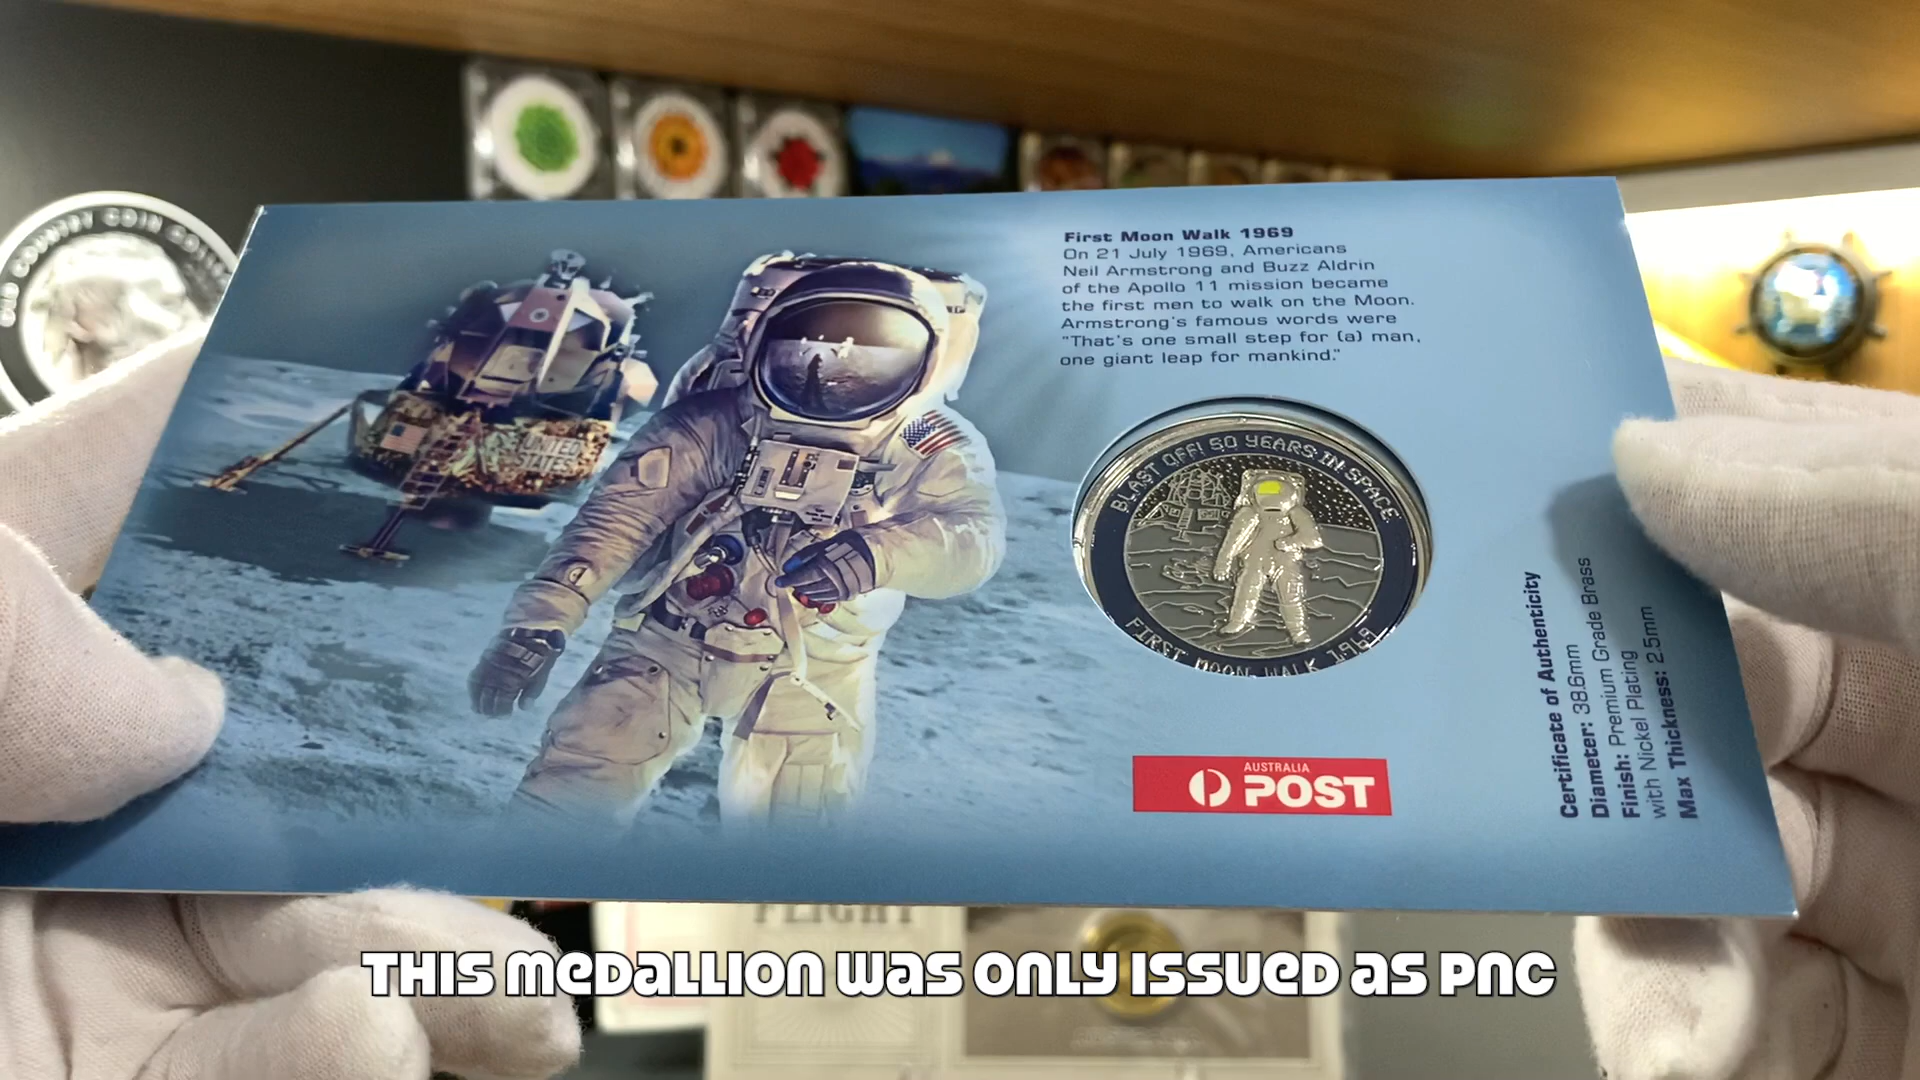 OLD COUNTRY COIN
First Moon Walk 1969
On 21 July 1969, Americans
Neil Armstrong and Buzz Aldrin
of the Apollo 11 mission became
the first men to walk on the Moon.
Armstrong's famous words were
"That's one small step for (a) man,
one giant leap for mankind."
UNITED
STATES
BLAST OFF! 50 YEARS IN SPACE
FIRST MOON WALK 1969
AUSTRALIA
POST
Certificate of Authenticity
Diameter: 38.6mm
Finish: Premium Grade Brass
with Nickel Plating
Max Thickness: 2.5mm
FLIGHT
THIS MEDALLION WAS ONLY ISSUED AS PNC